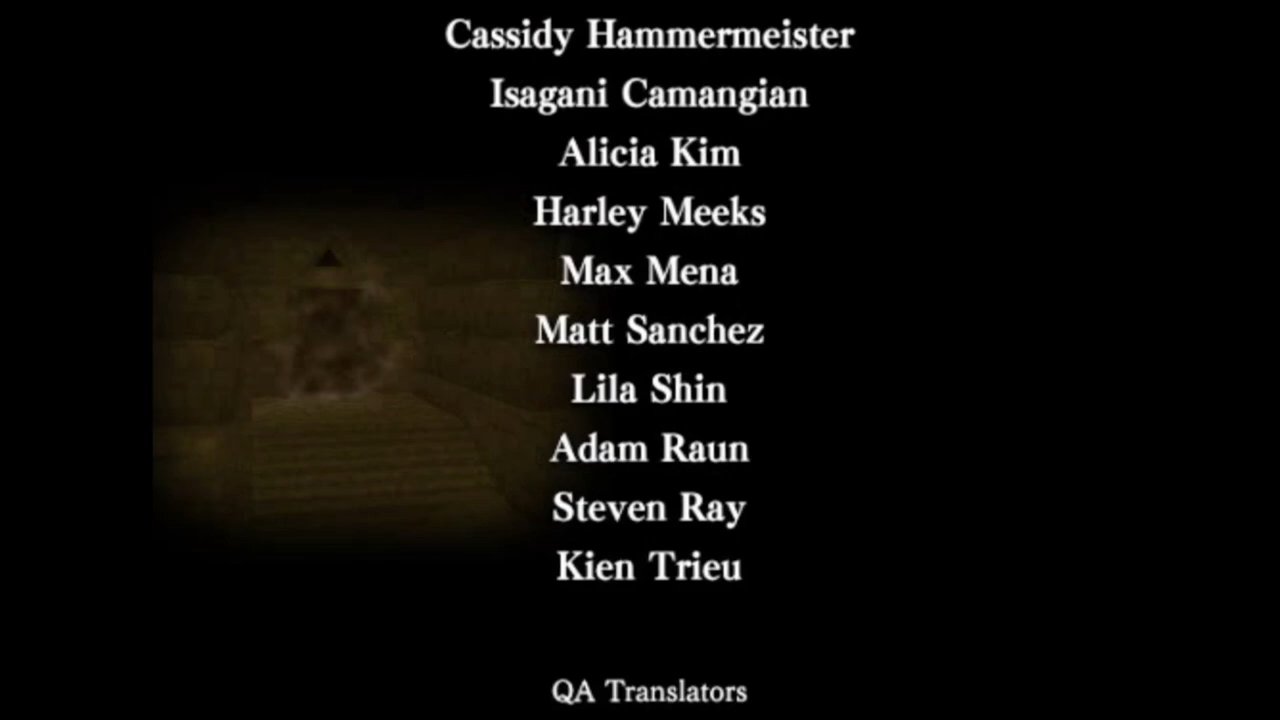 Cassidy Hammermeister
Isagani Camangian
Alicia Kim
Harley Meeks
Max Mena
Matt Sanchez
Lila Shin
Adam Raun
Steven Ray
Kien Trieu
QA Translators